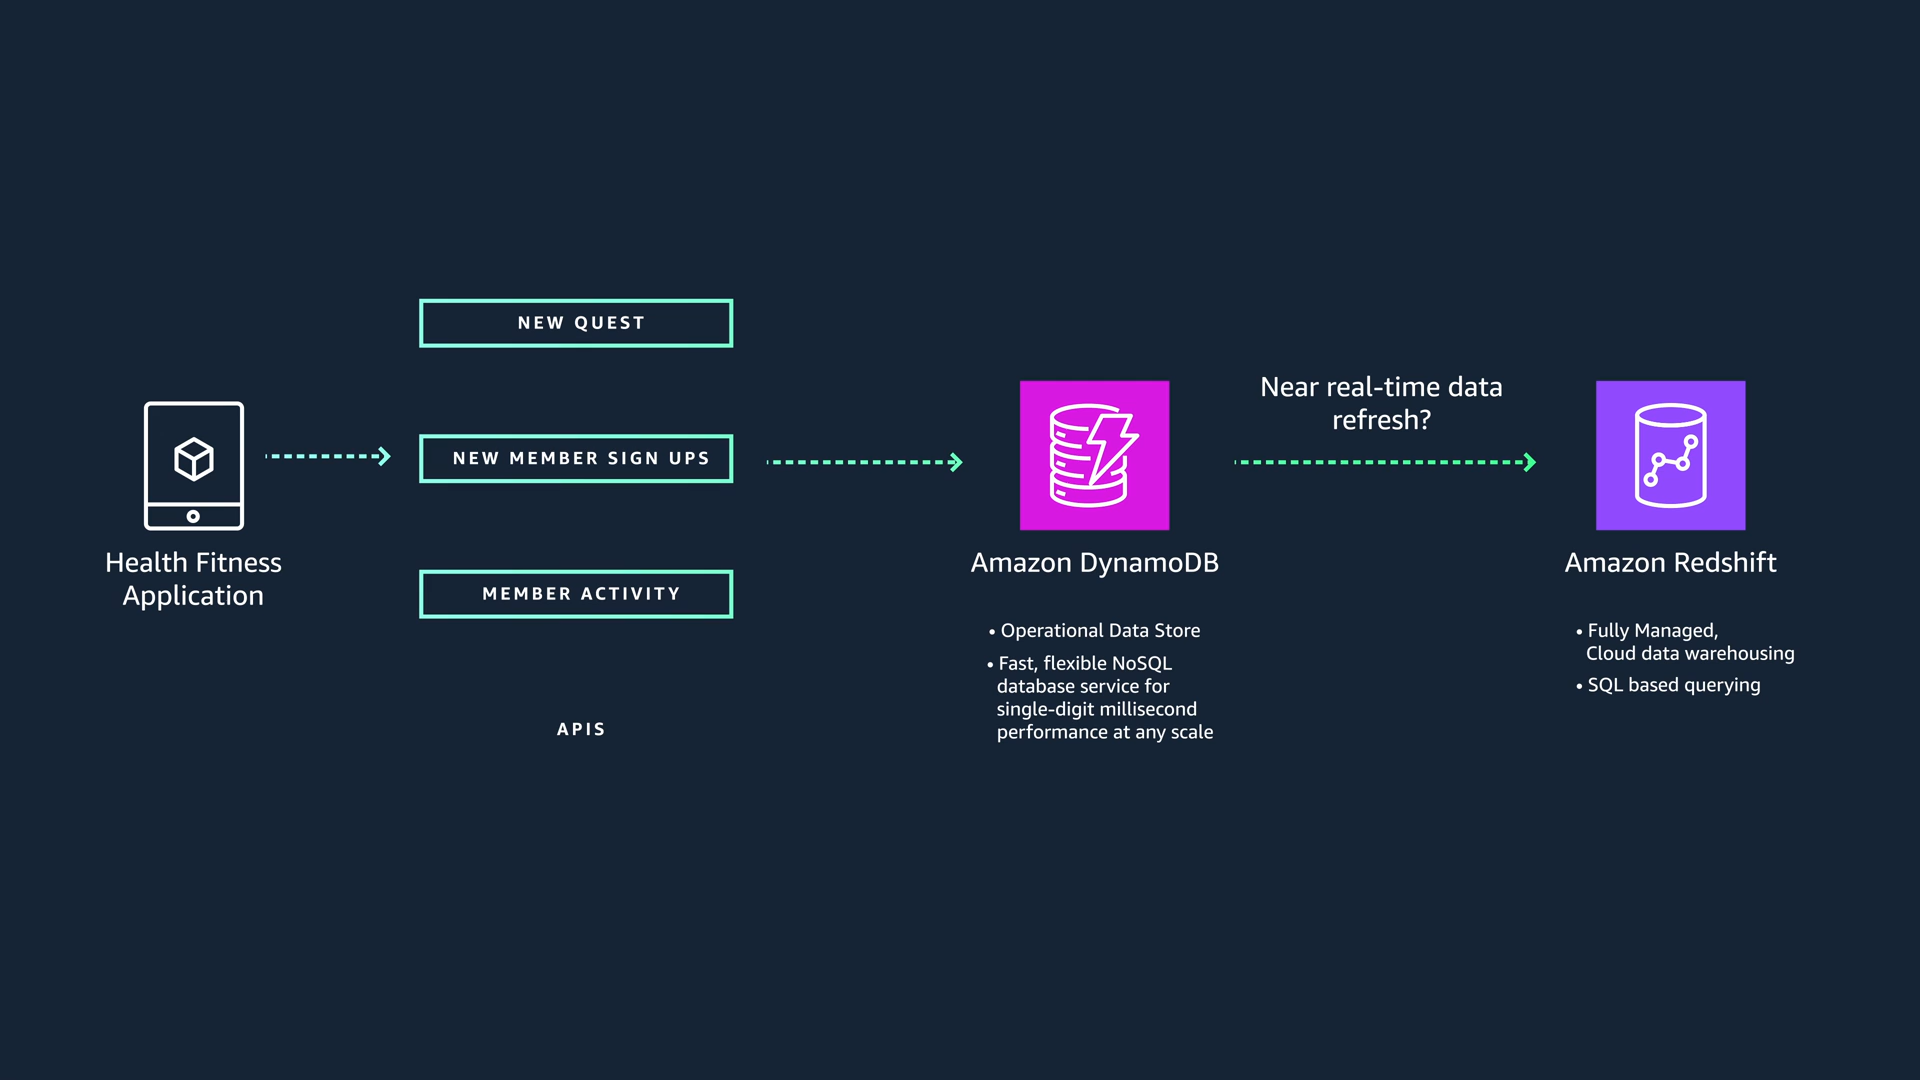 Health Fitness
Application
NEW QUEST
NEW MEMBER SIGN UPS
MEMBER ACTIVITY
APIS
Amazon DynamoDB
• Operational Data Store
• Fast, flexible NoSQL
database service for
single-digit millisecond
performance at any scale
Near real-time data
refresh?
Amazon Redshift
• Fully Managed,
Cloud data warehousing
• SQL based querying